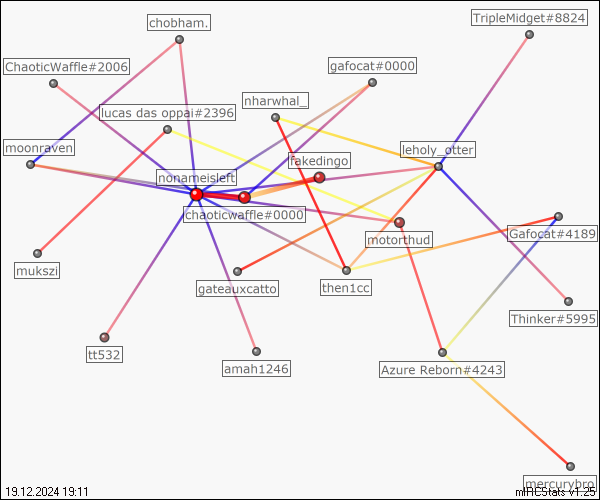 TripleMidget#8824
chobham.
ChaoticWaffle#2006
gafocat#0000
nharwhal_
lucas das oppai#2396
moonraven
leholy_otter
fakedingo
nonameisleft
chaoticwaffle#0000
motorthud
Gafocat#4189
mukszi
gateauxcatto
then1cc
Thinker#5995
tt532
amah1246
Azure Reborn#4243
mercurybro
19.12.2024 19:11
mIRCStats v1.25